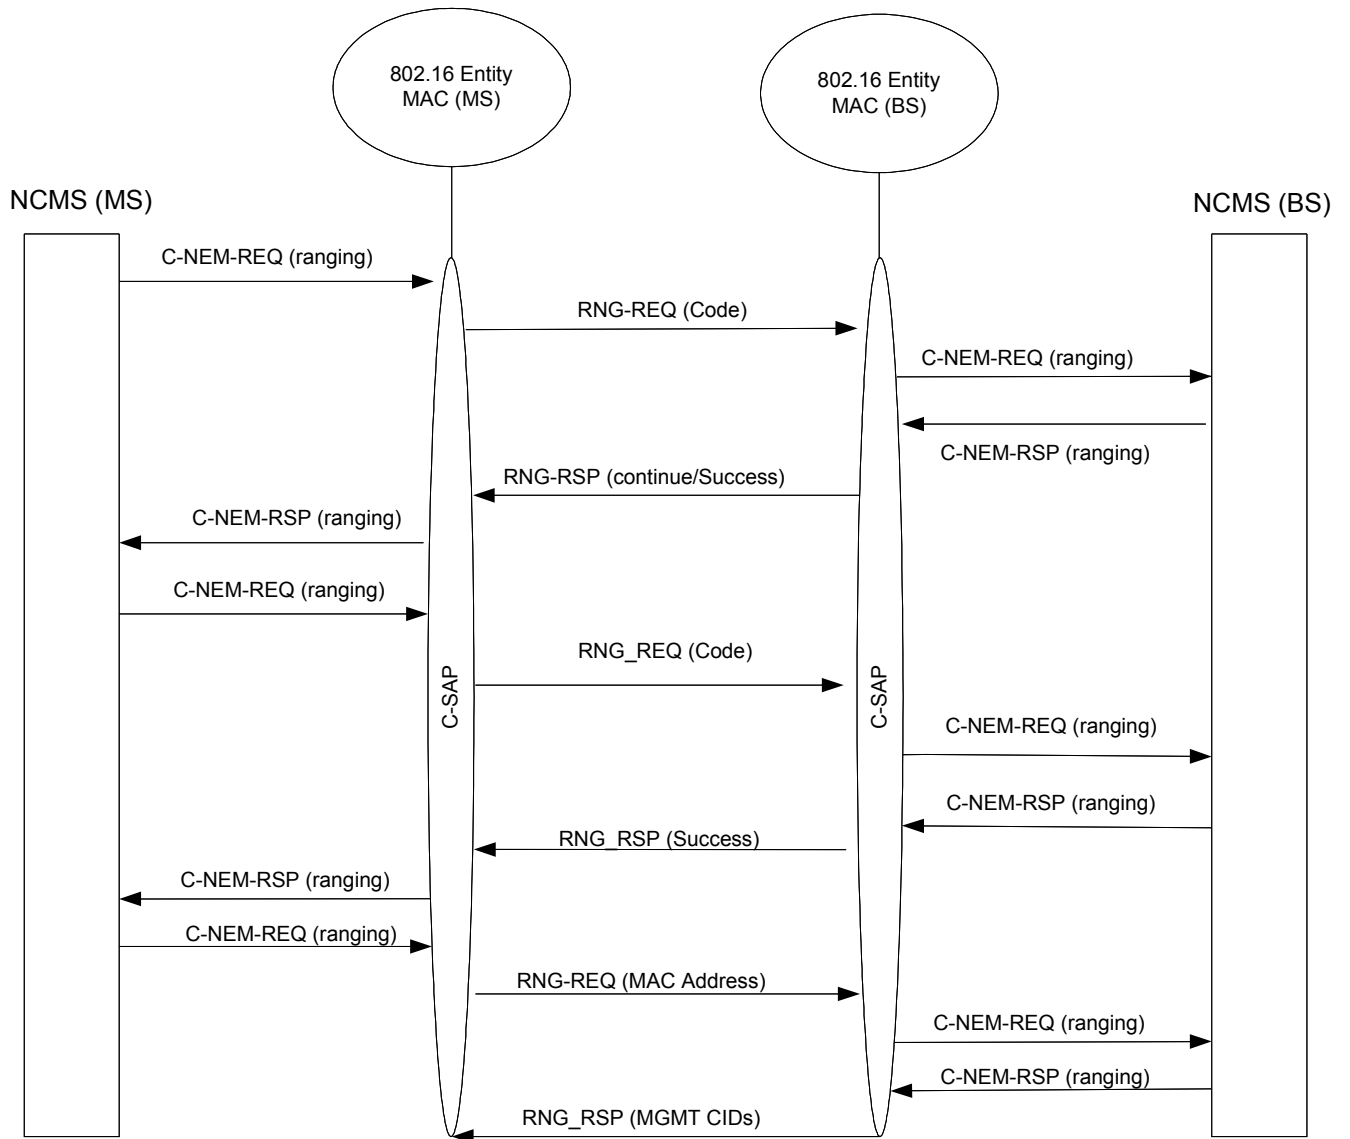 802.16 Entity
MAC (MS)
802.16 Entity
MAC (BS)
NCMS (MS)
NCMS (BS)
C-NEM-REQ (ranging)
RNG-REQ (Code)
C-NEM-REQ (ranging)
C-NEM-RSP (ranging)
RNG-RSP (continue/Success)
C-NEM-RSP (ranging)
C-NEM-REQ (ranging)
RNG_REQ (Code)
C-SAP
C-SAP
C-NEM-REQ (ranging)
C-NEM-RSP (ranging)
RNG_RSP (Success)
C-NEM-RSP (ranging)
C-NEM-REQ (ranging)
RNG-REQ (MAC Address)
C-NEM-REQ (ranging)
C-NEM-RSP (ranging)
RNG_RSP (MGMT CIDs)